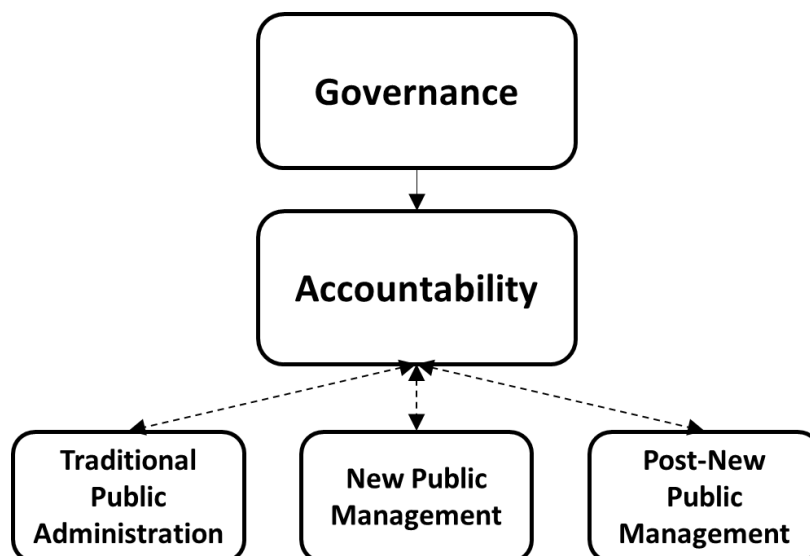 Governance
Accountability
Traditional
Public
Administration
New Public
Management
Post-New
Public
Management